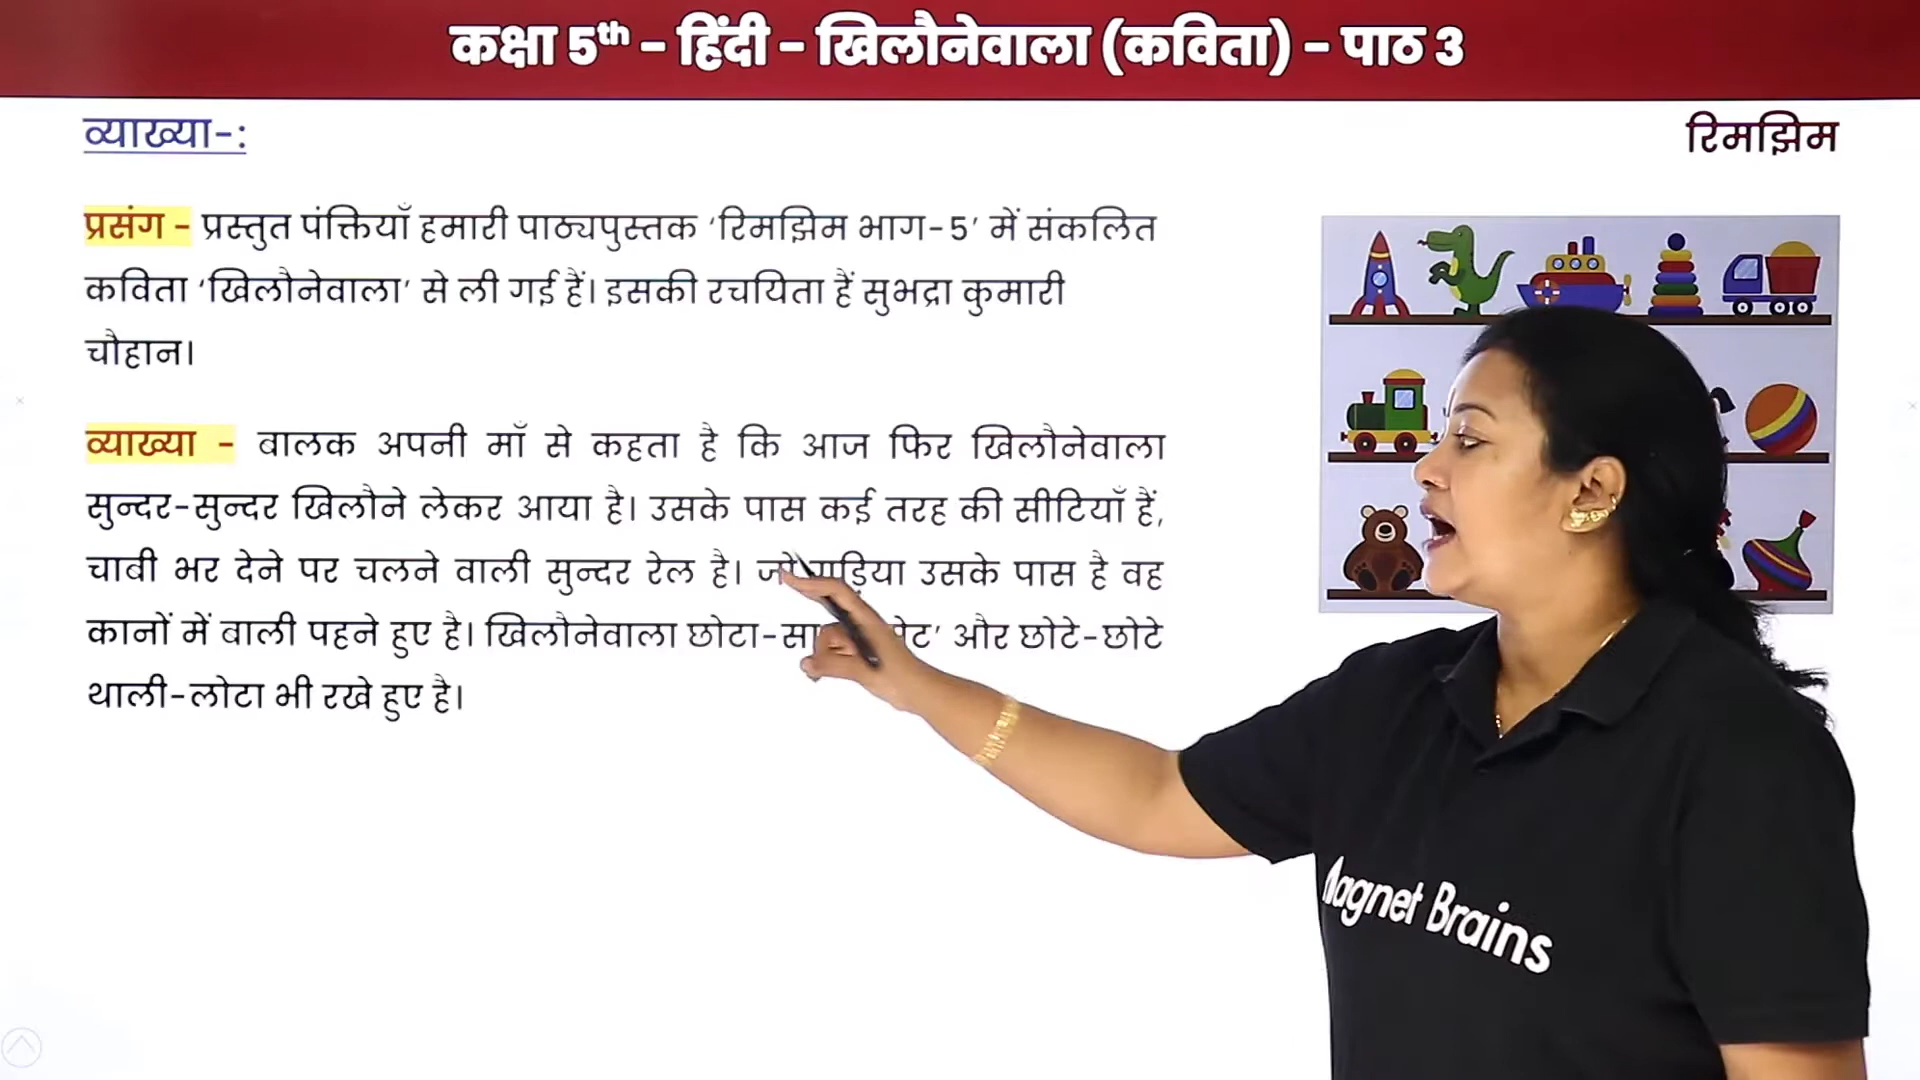 कक्षा 5th - हिंदी - खिलौनेवाला (कविता) - पाठ 3
व्याख्या-:
रिमझिम
प्रसंग - प्रस्तुत पंक्तियाँ हमारी पाठ्यपुस्तक ‘रिमझिम भाग-5’ में संकलित
कविता ‘खिलौनेवाला’ से ली गई हैं। इसकी रचयिता हैं सुभद्रा कुमारी
चौहान।
व्याख्या - बालक अपनी माँ से कहता है कि आज फिर खिलौनेवाला
सुन्दर-सुन्दर खिलौने लेकर आया है। उसके पास कई तरह की सीटियाँ हैं,
चाबी भर देने पर चलने वाली सुन्दर रेल है। उसके पास है वह
कानों में बाली पहने हुए है। खिलौनेवाला और छोटे-छोटे
थाली-लोटा भी रखे हुए है।
Magnet Brains